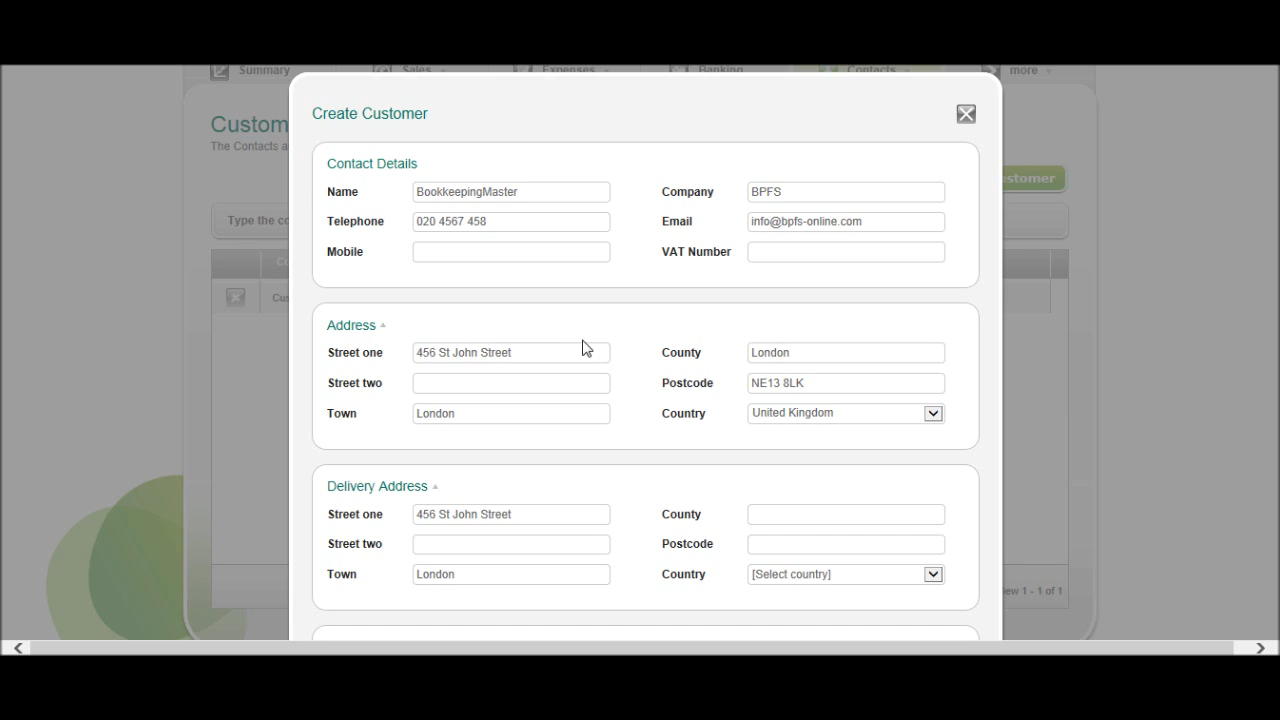 Summary Sales Expenses Banking Contacts more
Custom
The Contacts a
stomer
Type the co
Co
Cus
iew 1 - 1 of 1
Create Customer
Contact Details
Name BookkeepingMaster Company BPFS
Telephone 020 4567 458 Email info@bpfs-online.com
Mobile VAT Number
Address
Street one 456 St John Street County London
Street two Postcode NE13 8LK
Town London Country United Kingdom
Delivery Address
Street one 456 St John Street County
Street two Postcode
Town London Country [Select country]